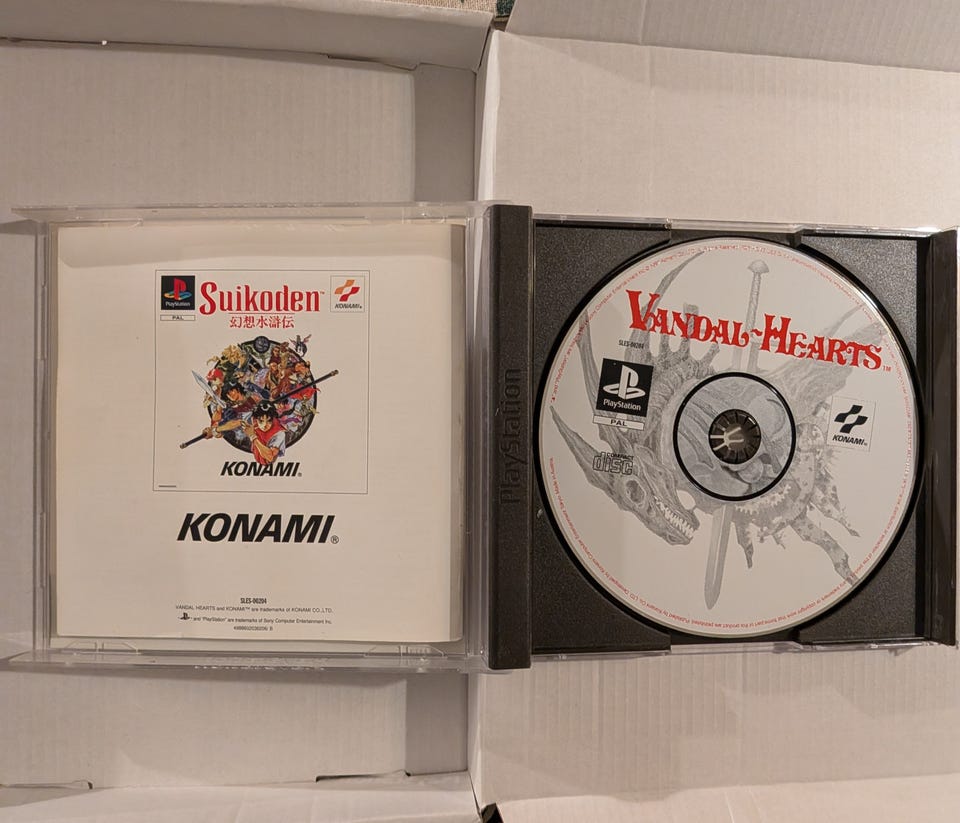 PlayStation
PAL
Suikoden™
幻想水滸伝
KONAMI®
KONAMI®
KONAMI®
SLES-00204
VANDAL HEARTS and KONAMI™ are trademarks of KONAMI CO.,LTD.
and "PlayStation" are trademarks of Sony Computer Entertainment Inc.
PlayStation
VANDAL-HEARTS™
SLES-00204
PlayStation
PAL
COMPACT
disc
KONAMI®